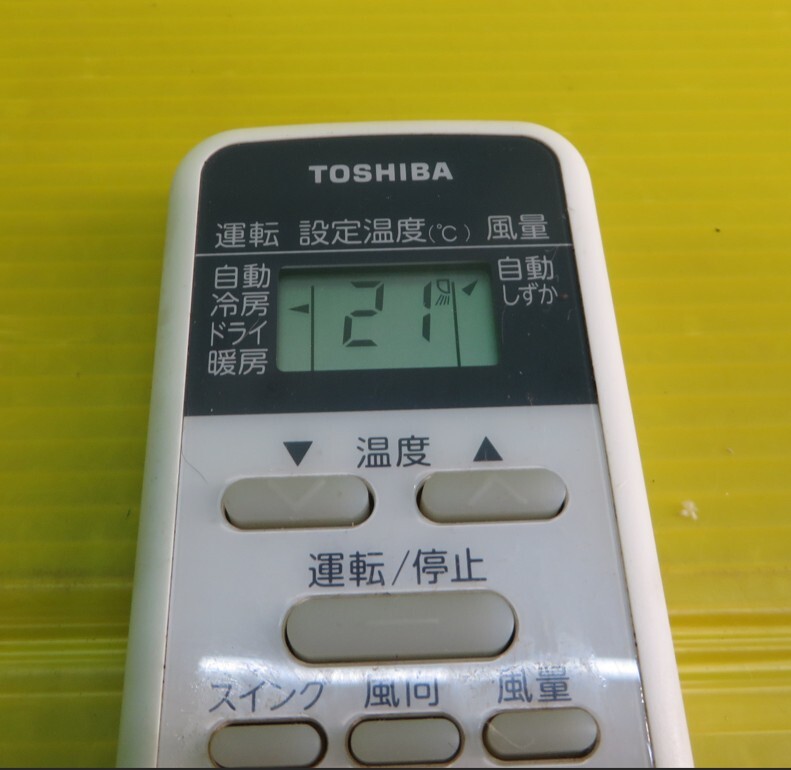 TOSHIBA
運転 設定温度(℃) 風量
自動
冷房
ドライ
暖房
21
自動
しずか
▼ 温度 ▲
運転/停止
スイング 風向 風量